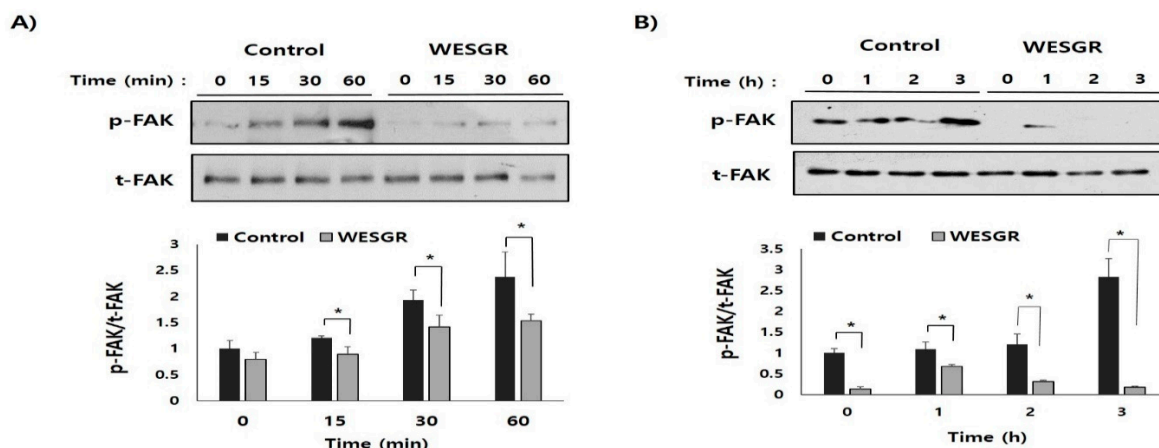 A)
Control WESGR
Time (min) : 0 15 30 60 0 15 30 60
p-FAK
t-FAK
Control WESGR
p-FAK/t-FAK
3
2.5
2
1.5
1
0.5
0
* * *
0 15 30 60
Time (min)
B)
Control WESGR
Time (h) : 0 1 2 3 0 1 2 3
p-FAK
t-FAK
Control WESGR
p-FAK/t-FAK
3.5
3
2.5
2
1.5
1
0.5
0
* * * *
0 1 2 3
Time (h)